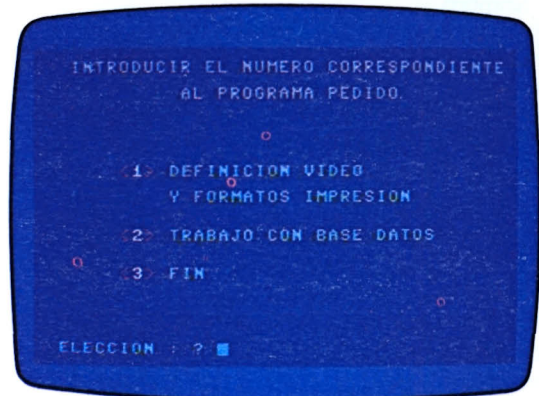 INTRODUCIR EL NUMERO CORRESPONDIENTE
AL PROGRAMA PEDIDO.
<1> DEFINICION VIDEO
Y FORMATOS IMPRESION
<2> TRABAJO CON BASE DATOS
<3> FIN
ELECCION : ?